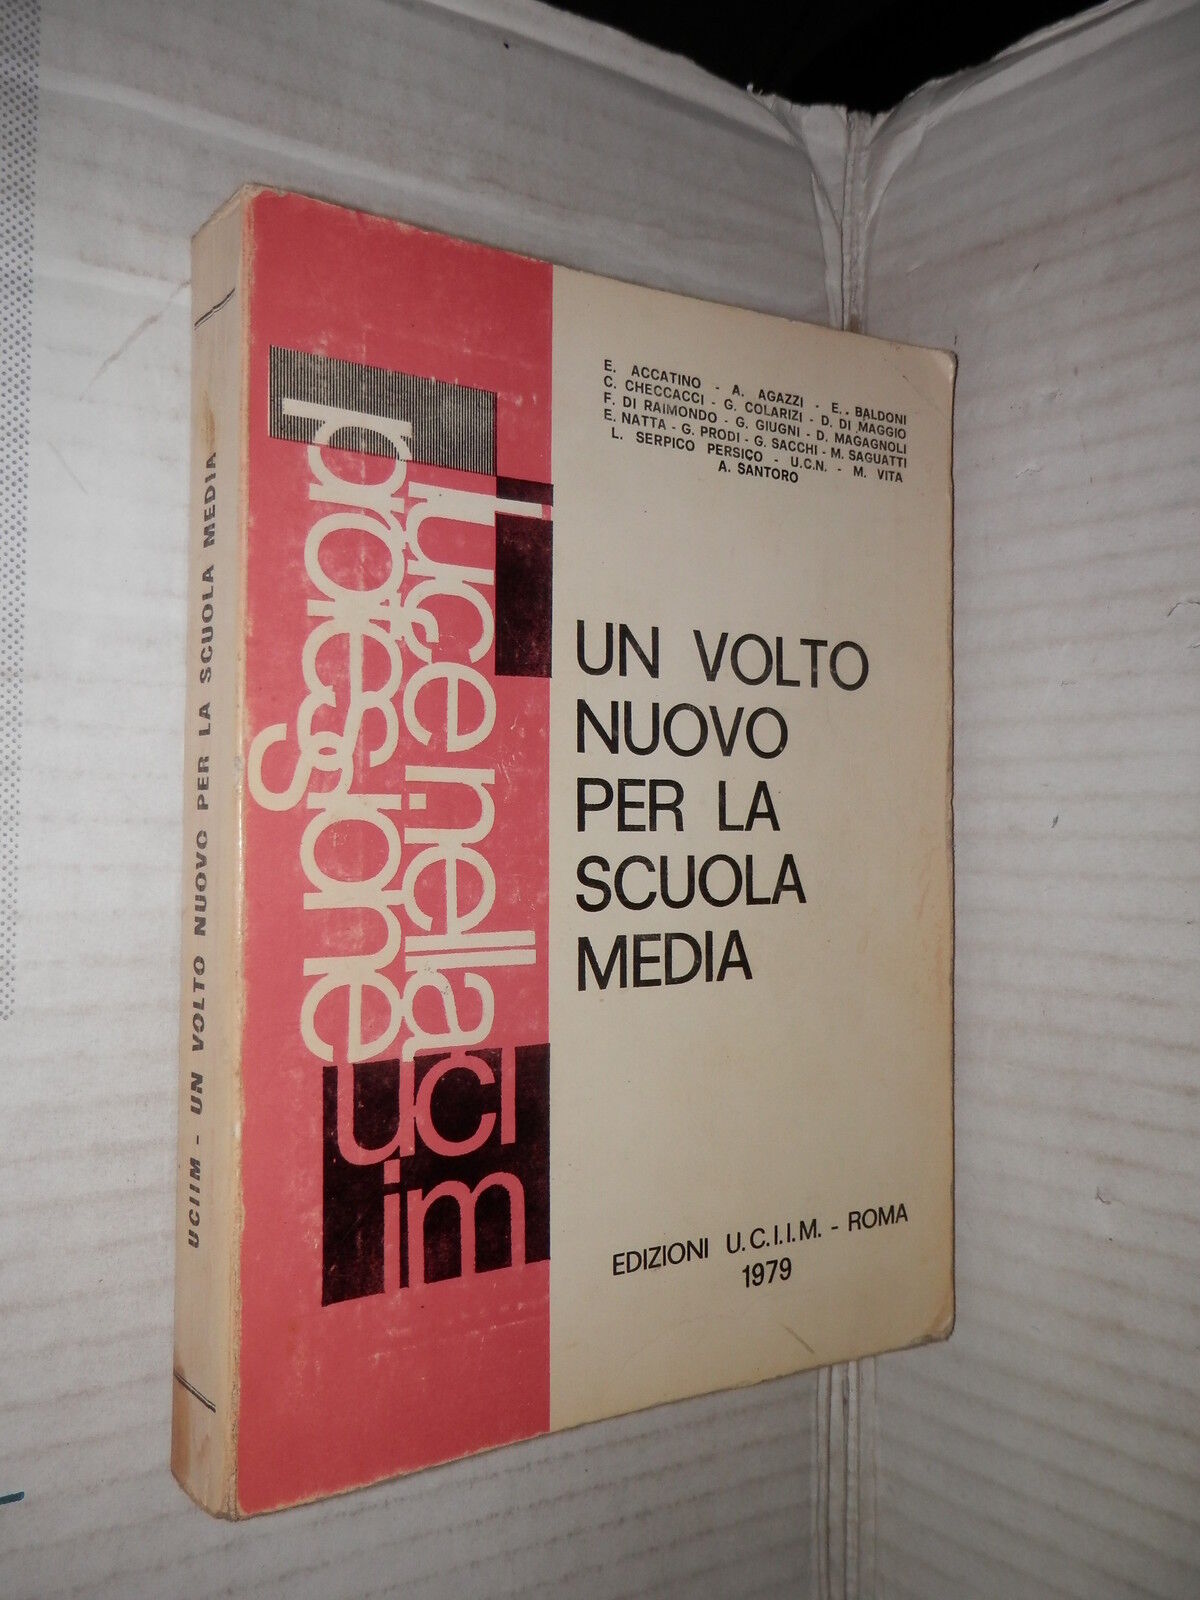 E. ACCATINO - A. AGAZZI - E. BALDONI
C. CHECCACCI - G. COLARIZI - D. DI MAGGIO
F. DI RAIMONDO - G. GIUGNI - D. MAGAGNOLI
E. NATTA - G. PRODI - G. SACCHI - M. SAGUATTI
L. SERPICO PERSICO - U.C.N. - M. VITA
A. SANTORO
UN VOLTO
NUOVO
PER LA
SCUOLA
MEDIA
EDIZIONI U.C.I.I.M. - ROMA
1979
luce nella
professione
uci
im
UCIIM - UN VOLTO NUOVO PER LA SCUOLA MEDIA